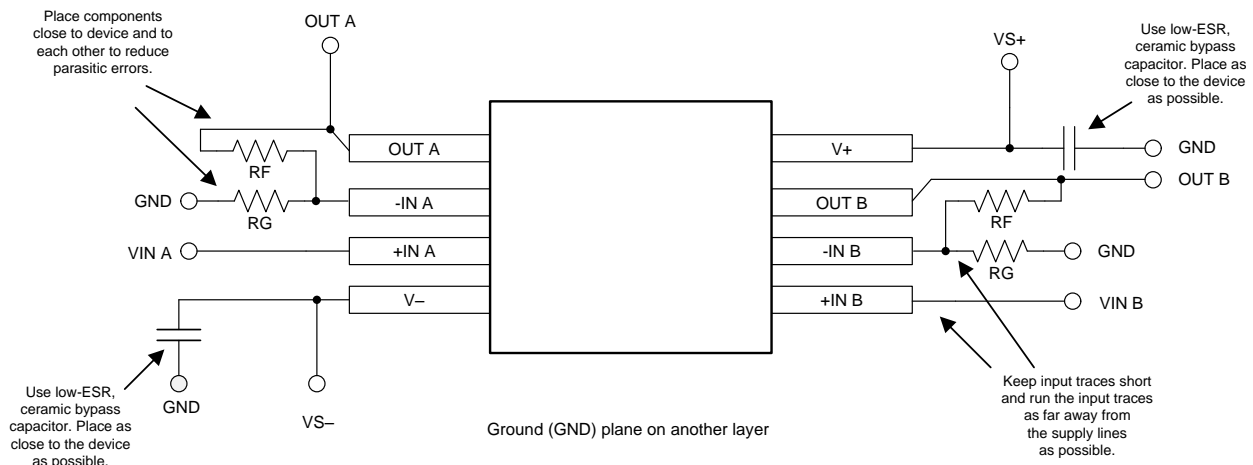 Place components
close to device and to
each other to reduce
parasitic errors.
OUT A
VS+
Use low-ESR,
ceramic bypass
capacitor. Place as
close to the device
as possible.
OUT A
V+
GND
RF
OUT B
GND
-IN A
OUT B
RF
RG
VIN A
+IN A
-IN B
GND
RG
V–
+IN B
VIN B
Use low-ESR,
ceramic bypass
capacitor. Place as
close to the device
as possible.
GND
VS–
Ground (GND) plane on another layer
Keep input traces short
and run the input traces
as far away from
the supply lines
as possible.